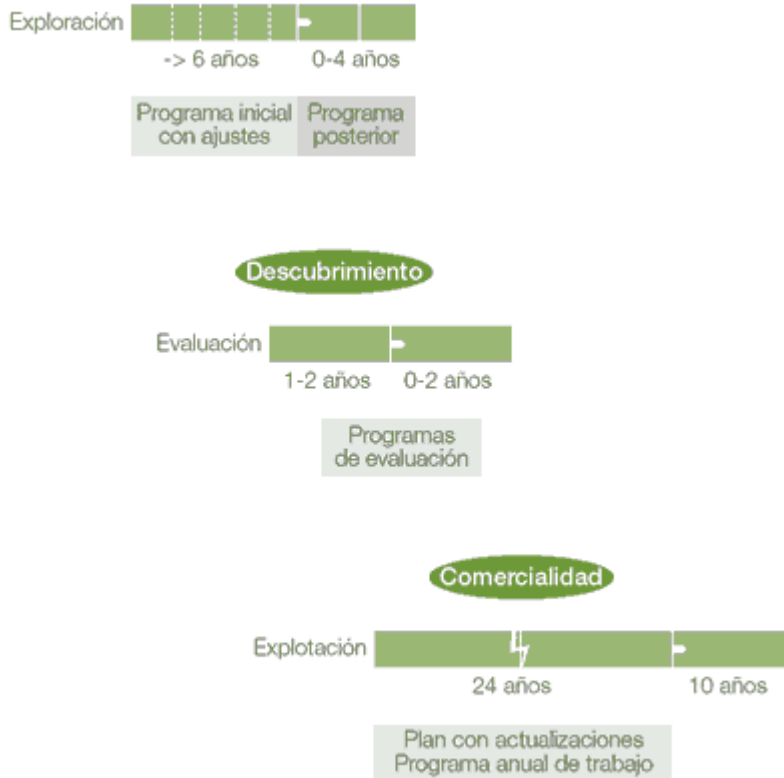 Exploración
-> 6 años 0-4 años
Programa inicial Programa
con ajustes posterior
Descubrimiento
Evaluación
1-2 años 0-2 años
Programas
de evaluación
Comercialidad
Explotación
24 años 10 años
Plan con actualizaciones
Programa anual de trabajo